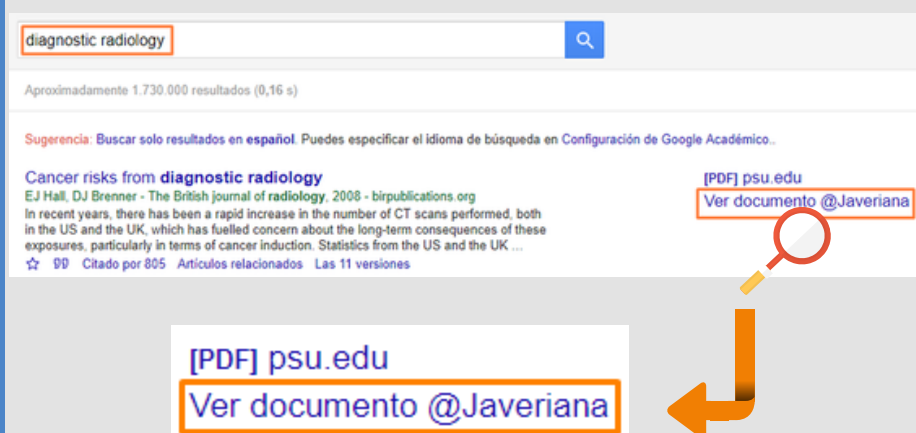 diagnostic radiology
Aproximadamente 1.730.000 resultados (0,16 s)
Sugerencia: Buscar solo resultados en español. Puedes especificar el idioma de búsqueda en Configuración de Google Académico..
Cancer risks from diagnostic radiology
[PDF] psu.edu
EJ Hall, DJ Brenner - The British journal of radiology, 2008 - birpublications.org
Ver documento @Javeriana
In recent years, there has been a rapid increase in the number of CT scans performed, both
in the US and the UK, which has fuelled concern about the long-term consequences of these
exposures, particularly in terms of cancer induction. Statistics from the US and the UK ...
Citado por 805 Artículos relacionados Las 11 versiones
[PDF] psu.edu
Ver documento @Javeriana